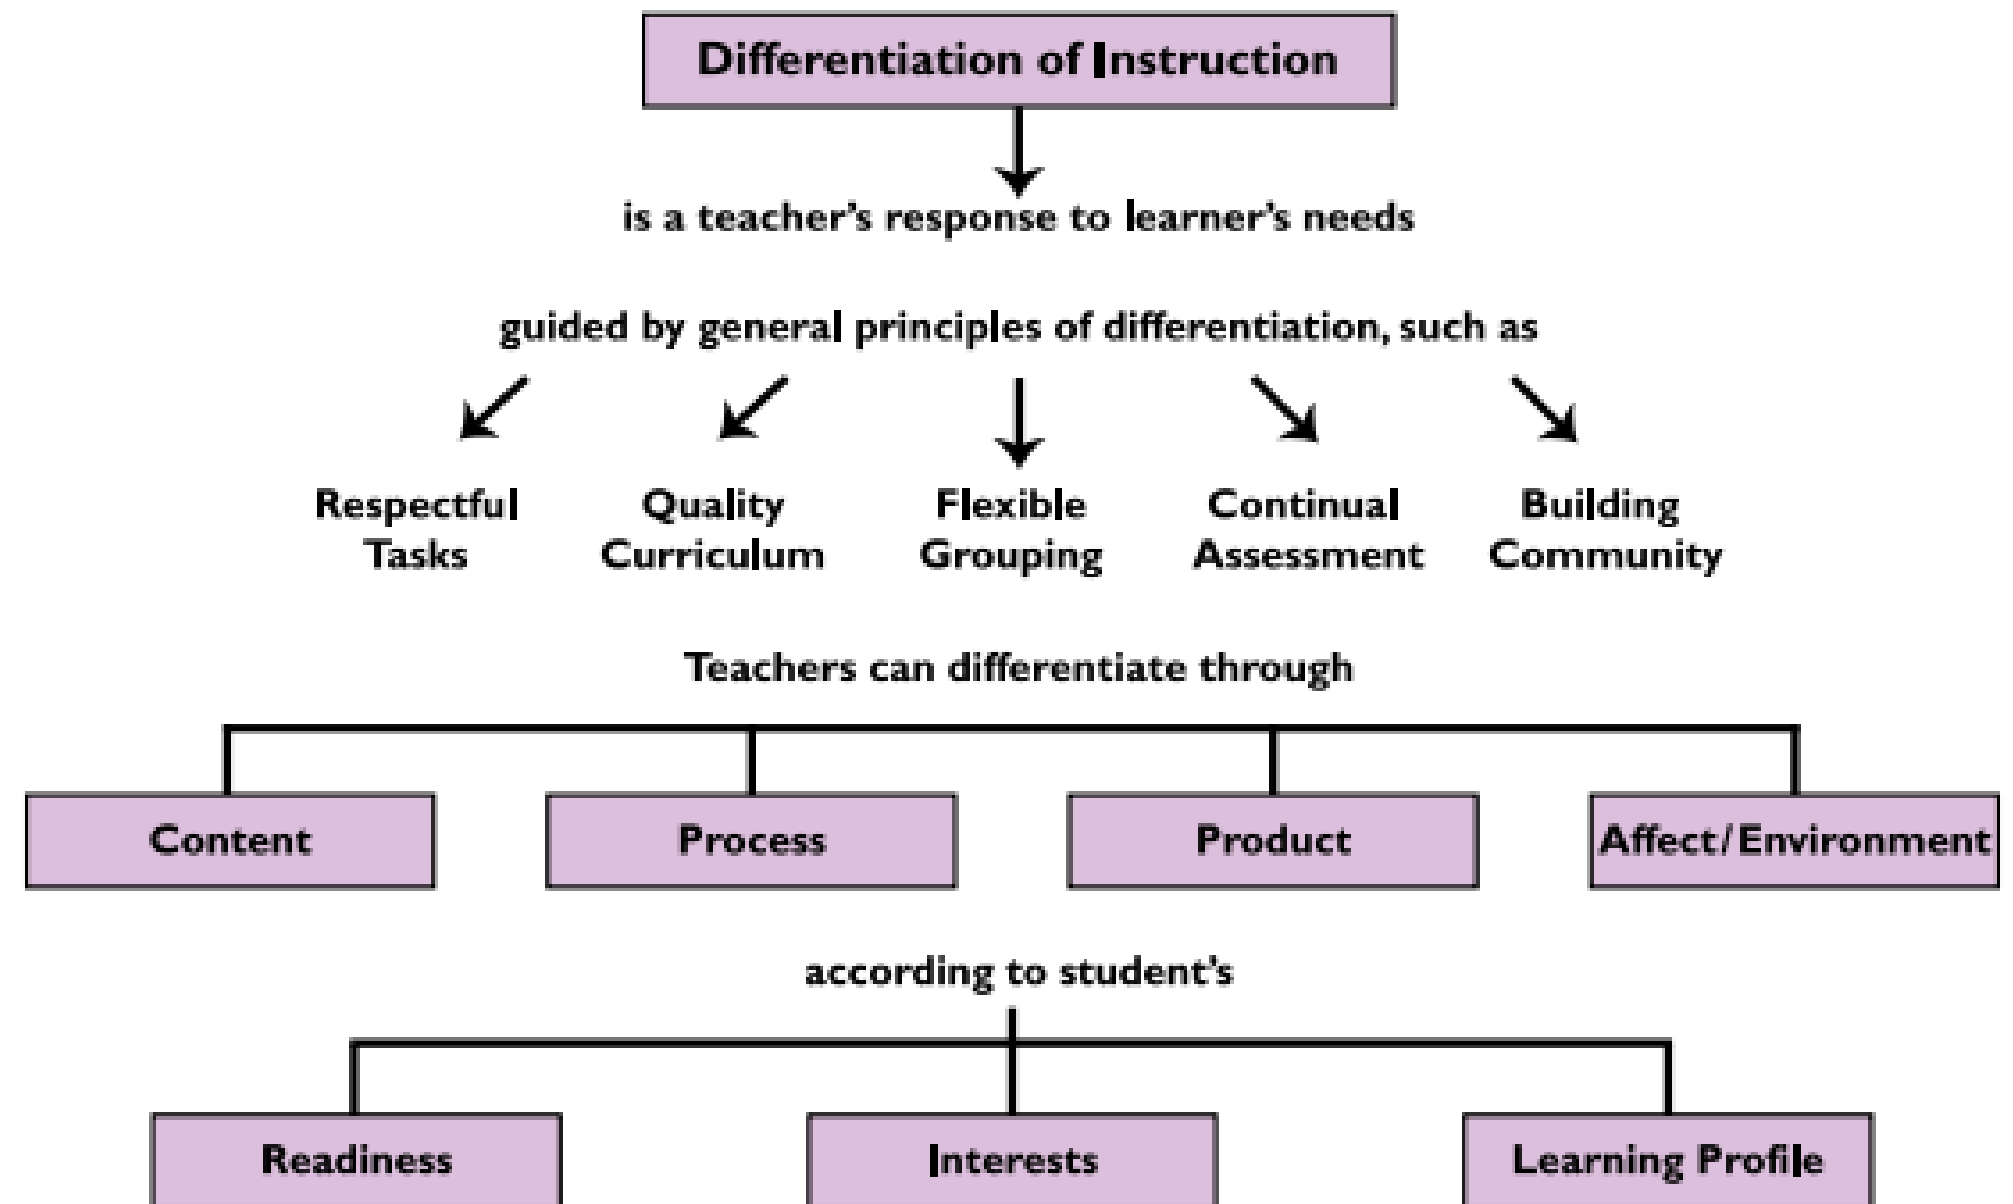 Differentiation of Instruction
is a teacher’s response to learner’s needs
guided by general principles of differentiation, such as
Respectful Tasks
Quality Curriculum
Flexible Grouping
Continual Assessment
Building Community
Teachers can differentiate through
Content
Process
Product
Affect/Environment
according to student’s
Readiness
Interests
Learning Profile